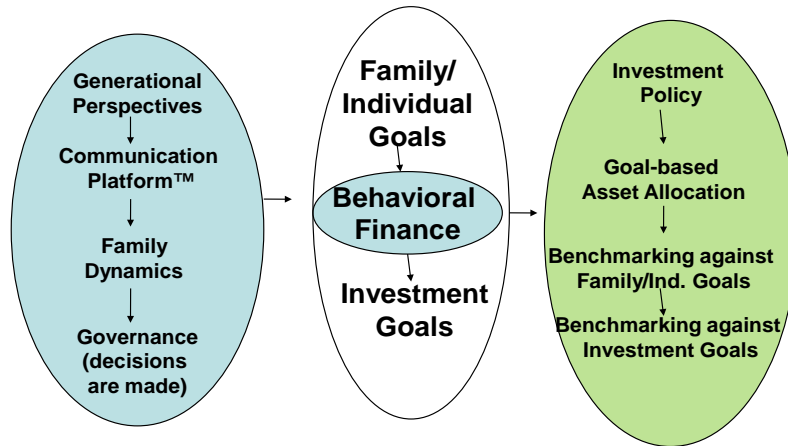 Generational
Perspectives
Communication
Platform™
Family
Dynamics
Governance
(decisions
are made)
Family/
Individual
Goals
Behavioral
Finance
Investment
Goals
Investment
Policy
Goal-based
Asset Allocation
Benchmarking against
Family/Ind. Goals
Benchmarking against
Investment Goals